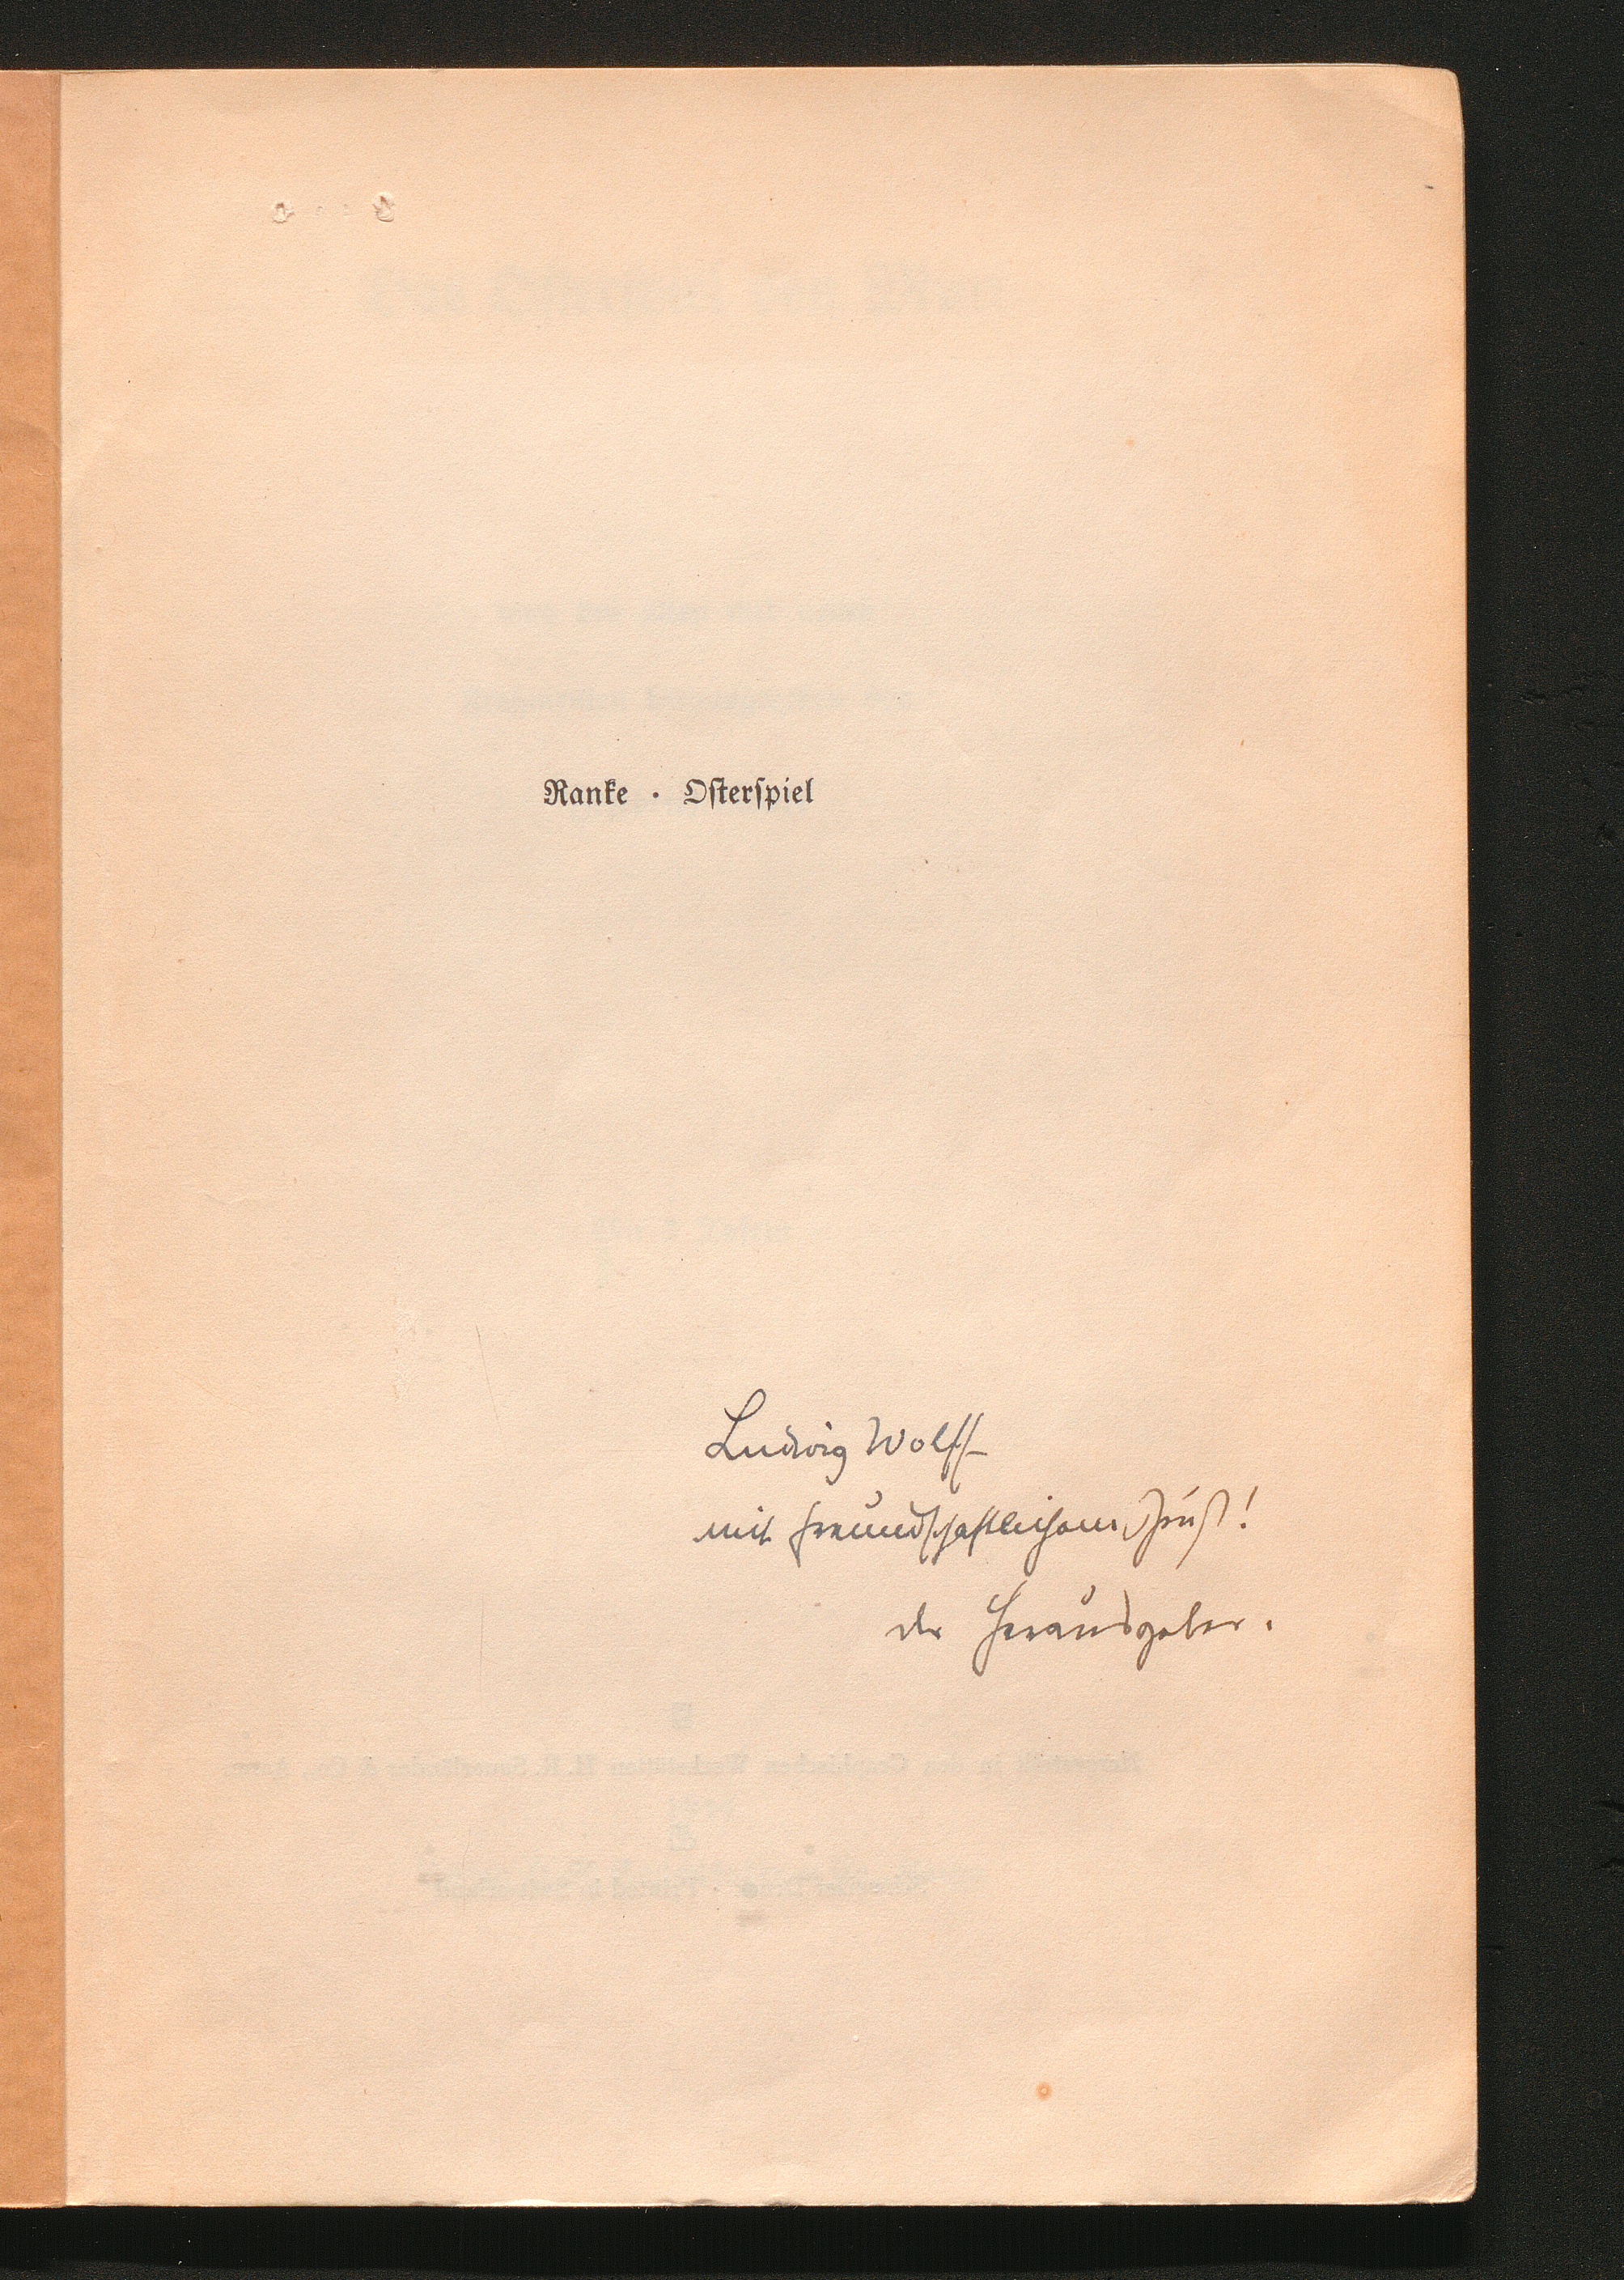 Ranke · Osterspiel
Ludwig Wolff
mit freundschaftlichem Gruß!
der Herausgeber.